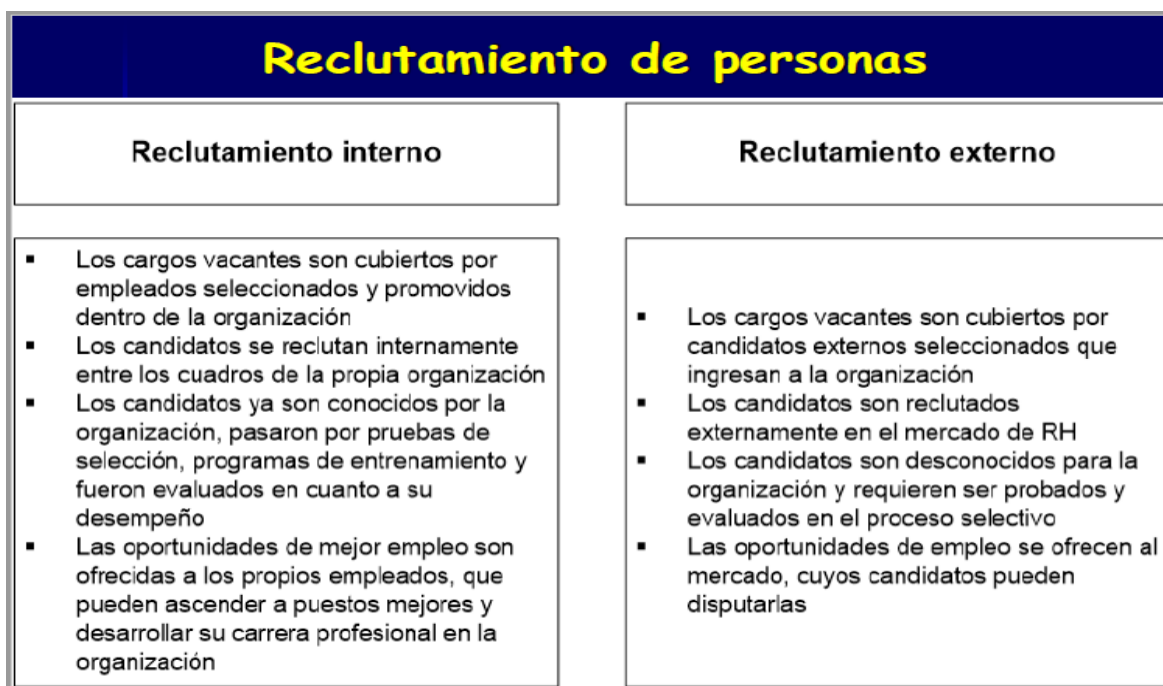 Reclutamiento de personas
Reclutamiento interno
▪ Los cargos vacantes son cubiertos por
empleados seleccionados y promovidos
dentro de la organización
▪ Los candidatos se reclutan internamente
entre los cuadros de la propia organización
▪ Los candidatos ya son conocidos por la
organización, pasaron por pruebas de
selección, programas de entrenamiento y
fueron evaluados en cuanto a su
desempeño
▪ Las oportunidades de mejor empleo son
ofrecidas a los propios empleados, que
pueden ascender a puestos mejores y
desarrollar su carrera profesional en la
organización
Reclutamiento externo
▪ Los cargos vacantes son cubiertos por
candidatos externos seleccionados que
ingresan a la organización
▪ Los candidatos son reclutados
externamente en el mercado de RH
▪ Los candidatos son desconocidos para la
organización y requieren ser probados y
evaluados en el proceso selectivo
▪ Las oportunidades de empleo se ofrecen al
mercado, cuyos candidatos pueden
disputarlas